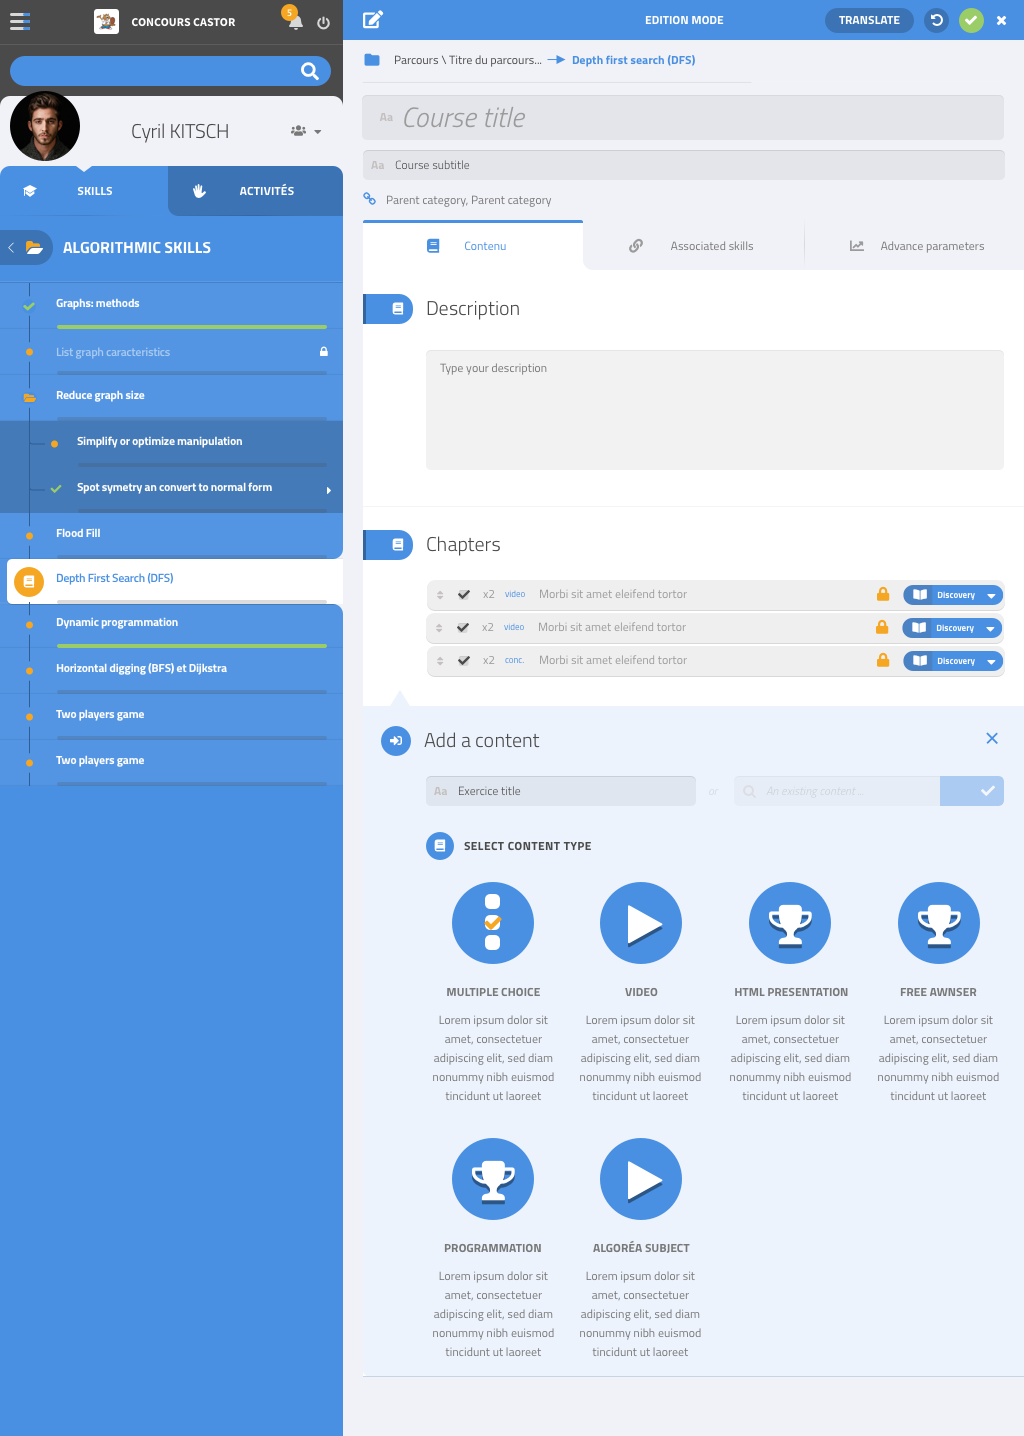 CONCOURS CASTOR
5
EDITION MODE
TRANSLATE
Parcours \ Titre du parcours...
Depth first search (DFS)
Cyril KITSCH
Aa Course title
Aa Course subtitle
Parent category, Parent category
SKILLS
ACTIVITÉS
ALGORITHMIC SKILLS
Graphs: methods
List graph caracteristics
Reduce graph size
Simplify or optimize manipulation
Spot symetry an convert to normal form
Flood Fill
Depth First Search (DFS)
Dynamic programmation
Horizontal digging (BFS) et Dijkstra
Two players game
Two players game
Contenu
Associated skills
Advance parameters
Description
Type your description
Chapters
x2 video Morbi sit amet eleifend tortor Discovery
x2 video Morbi sit amet eleifend tortor Discovery
x2 conc. Morbi sit amet eleifend tortor Discovery
Add a content
Aa Exercice title
or
An existing content...
SELECT CONTENT TYPE
MULTIPLE CHOICE
Lorem ipsum dolor sit
amet, consectetuer
adipiscing elit, sed diam
nonummy nibh euismod
tincidunt ut laoreet
VIDEO
Lorem ipsum dolor sit
amet, consectetuer
adipiscing elit, sed diam
nonummy nibh euismod
tincidunt ut laoreet
HTML PRESENTATION
Lorem ipsum dolor sit
amet, consectetuer
adipiscing elit, sed diam
nonummy nibh euismod
tincidunt ut laoreet
FREE AWNSER
Lorem ipsum dolor sit
amet, consectetuer
adipiscing elit, sed diam
nonummy nibh euismod
tincidunt ut laoreet
PROGRAMMATION
Lorem ipsum dolor sit
amet, consectetuer
adipiscing elit, sed diam
nonummy nibh euismod
tincidunt ut laoreet
ALGORÉA SUBJECT
Lorem ipsum dolor sit
amet, consectetuer
adipiscing elit, sed diam
nonummy nibh euismod
tincidunt ut laoreet